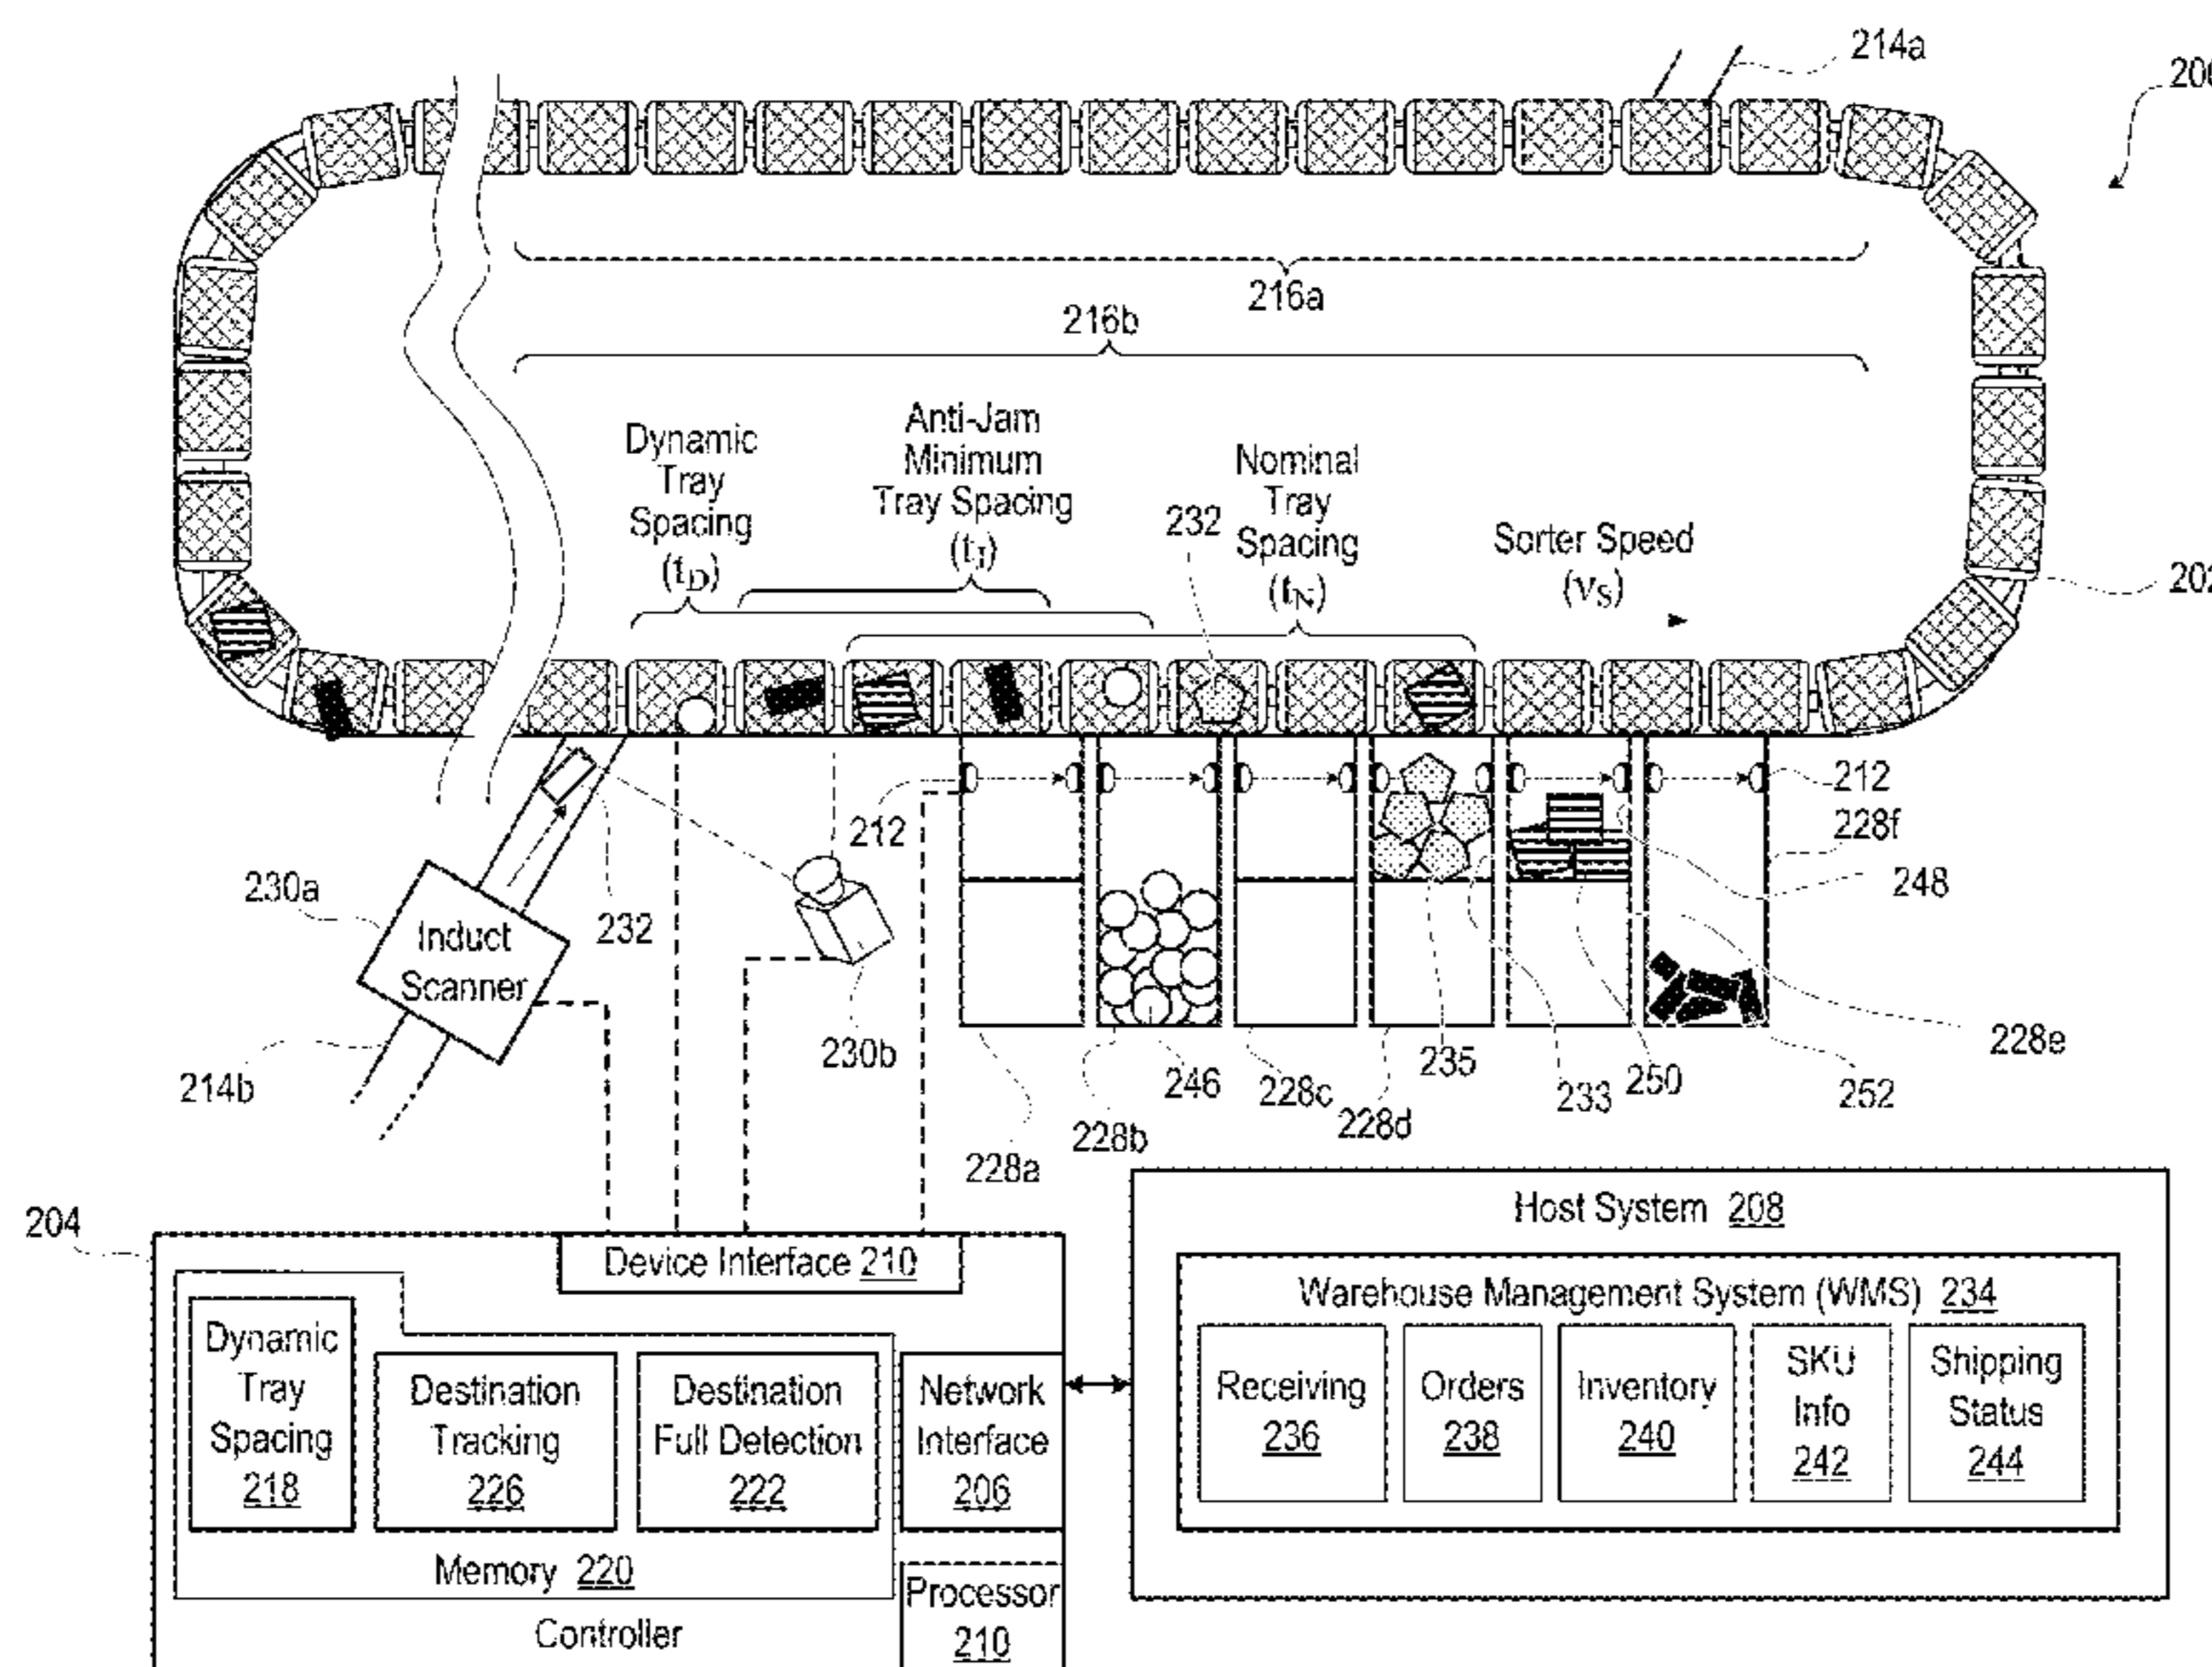 214a
200
216a
216b
Dynamic
Tray
Spacing
(tD)
Anti-Jam
Minimum
Tray Spacing
(tJ)
232
Nominal
Tray
Spacing
(tN)
Sorter Speed
(vS)
202
212
212
228f
248
230a
Induct
Scanner
232
230b
214b
235
233
250
228e
252
246
228c
228d
228b
228a
204
Device Interface 210
Dynamic
Tray
Spacing
218
Destination
Tracking
226
Destination
Full Detection
222
Network
Interface
206
Memory 220
Processor
210
Controller
Host System 208
Warehouse Management System (WMS) 234
Receiving
236
Orders
238
Inventory
240
SKU
Info
242
Shipping
Status
244